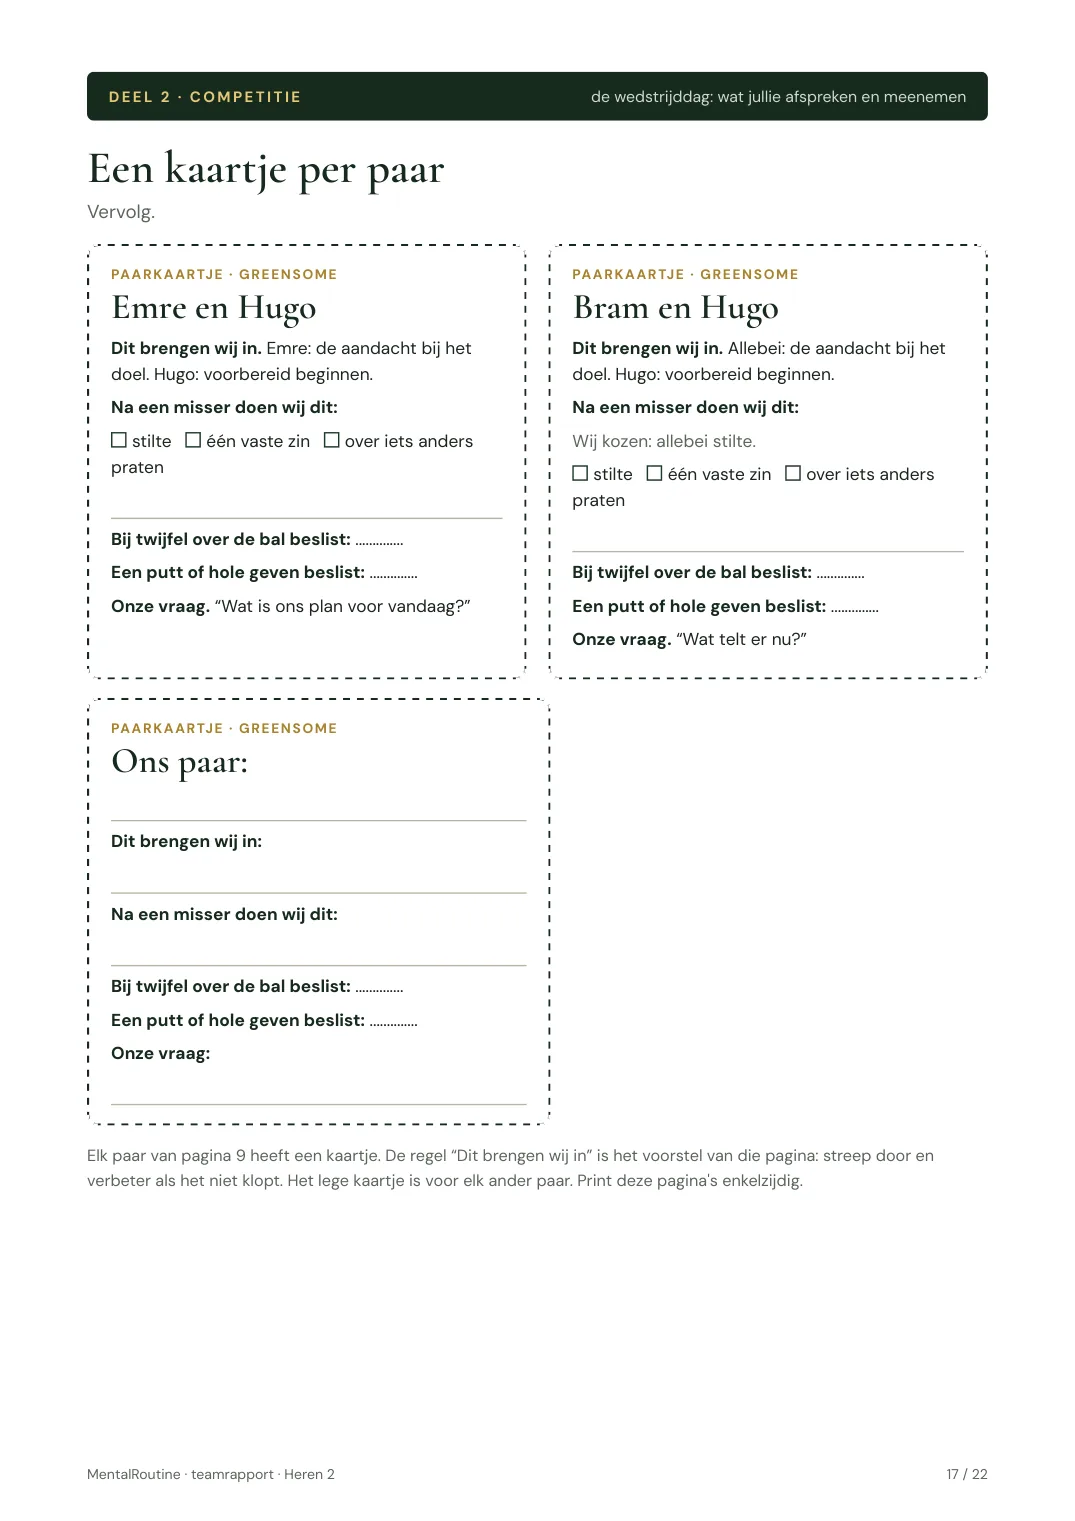 DEEL 2 · COMPETITIE
de wedstrijddag: wat jullie afspreken en meenemen
Een kaartje per paar
Vervolg.
PAARKAARTJE · GREENSOME
Emre en Hugo
Dit brengen wij in. Emre: de aandacht bij het
doel. Hugo: voorbereid beginnen.
Na een misser doen wij dit:
☐ stilte ☐ één vaste zin ☐ over iets anders
praten
Bij twijfel over de bal beslist: ..............
Een putt of hole geven beslist: ..............
Onze vraag. “Wat is ons plan voor vandaag?”
PAARKAARTJE · GREENSOME
Bram en Hugo
Dit brengen wij in. Allebei: de aandacht bij het
doel. Hugo: voorbereid beginnen.
Na een misser doen wij dit:
Wij kozen: allebei stilte.
☐ stilte ☐ één vaste zin ☐ over iets anders
praten
Bij twijfel over de bal beslist: ..............
Een putt of hole geven beslist: ..............
Onze vraag. “Wat telt er nu?”
PAARKAARTJE · GREENSOME
Ons paar:
Dit brengen wij in:
Na een misser doen wij dit:
Bij twijfel over de bal beslist: ..............
Een putt of hole geven beslist: ..............
Onze vraag:
Elk paar van pagina 9 heeft een kaartje. De regel “Dit brengen wij in” is het voorstel van die pagina: streep door en
verbeter als het niet klopt. Het lege kaartje is voor elk ander paar. Print deze pagina's enkelzijdig.
MentalRoutine · teamrapport · Heren 2
17 / 22